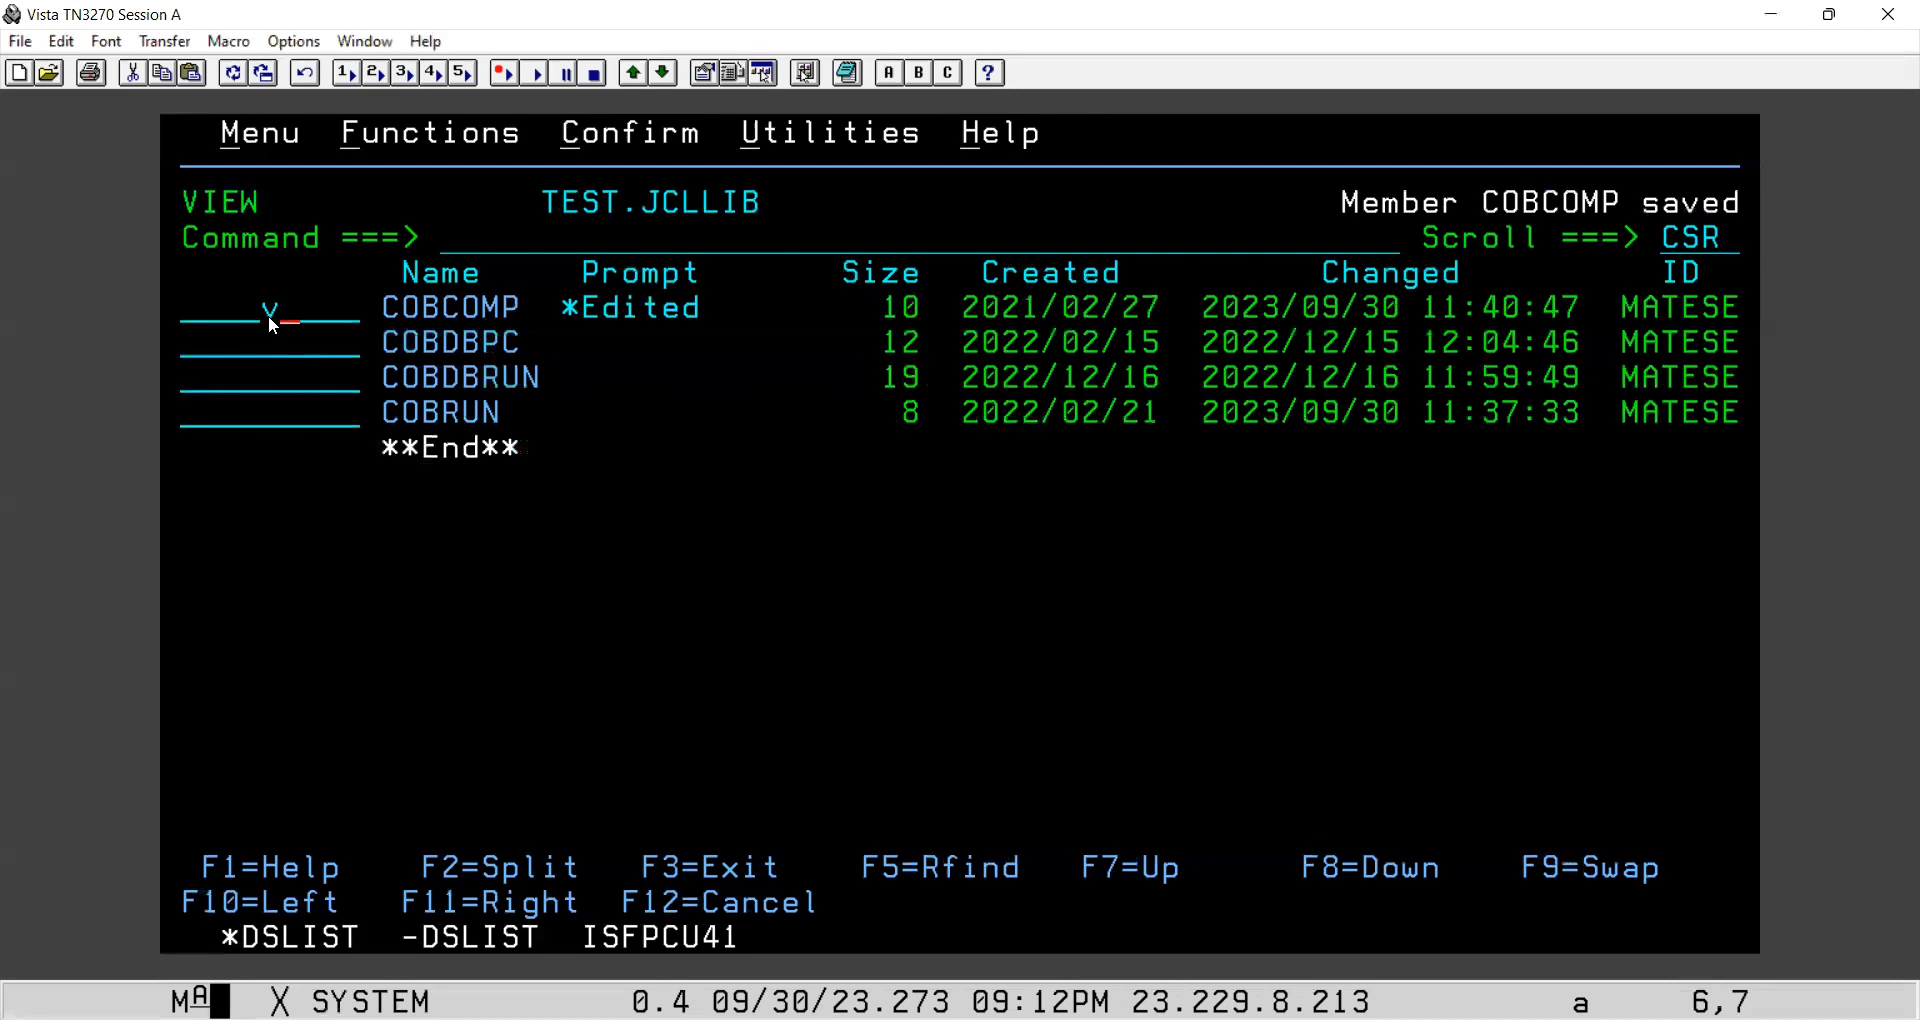 Vista TN3270 Session A
File Edit Font Transfer Macro Options Window Help
1 2 3 4 5 A B C ?
Menu Functions Confirm Utilities Help
VIEW TEST.JCLLIB Member COBCOMP saved
Command ===> Scroll ===> CSR
Name Prompt Size Created Changed ID
v COBCOMP *Edited 10 2021/02/27 2023/09/30 11:40:47 MATESE
COBDBPC 12 2022/02/15 2022/12/15 12:04:46 MATESE
COBDBRUN 19 2022/12/16 2022/12/16 11:59:49 MATESE
COBRUN 8 2022/02/21 2023/09/30 11:37:33 MATESE
**End**
F1=Help F2=Split F3=Exit F5=Rfind F7=Up F8=Down F9=Swap
F10=Left F11=Right F12=Cancel
*DSLIST -DSLIST ISFPCU41
MA X SYSTEM 0.4 09/30/23.273 09:12PM 23.229.8.213 a 6,7